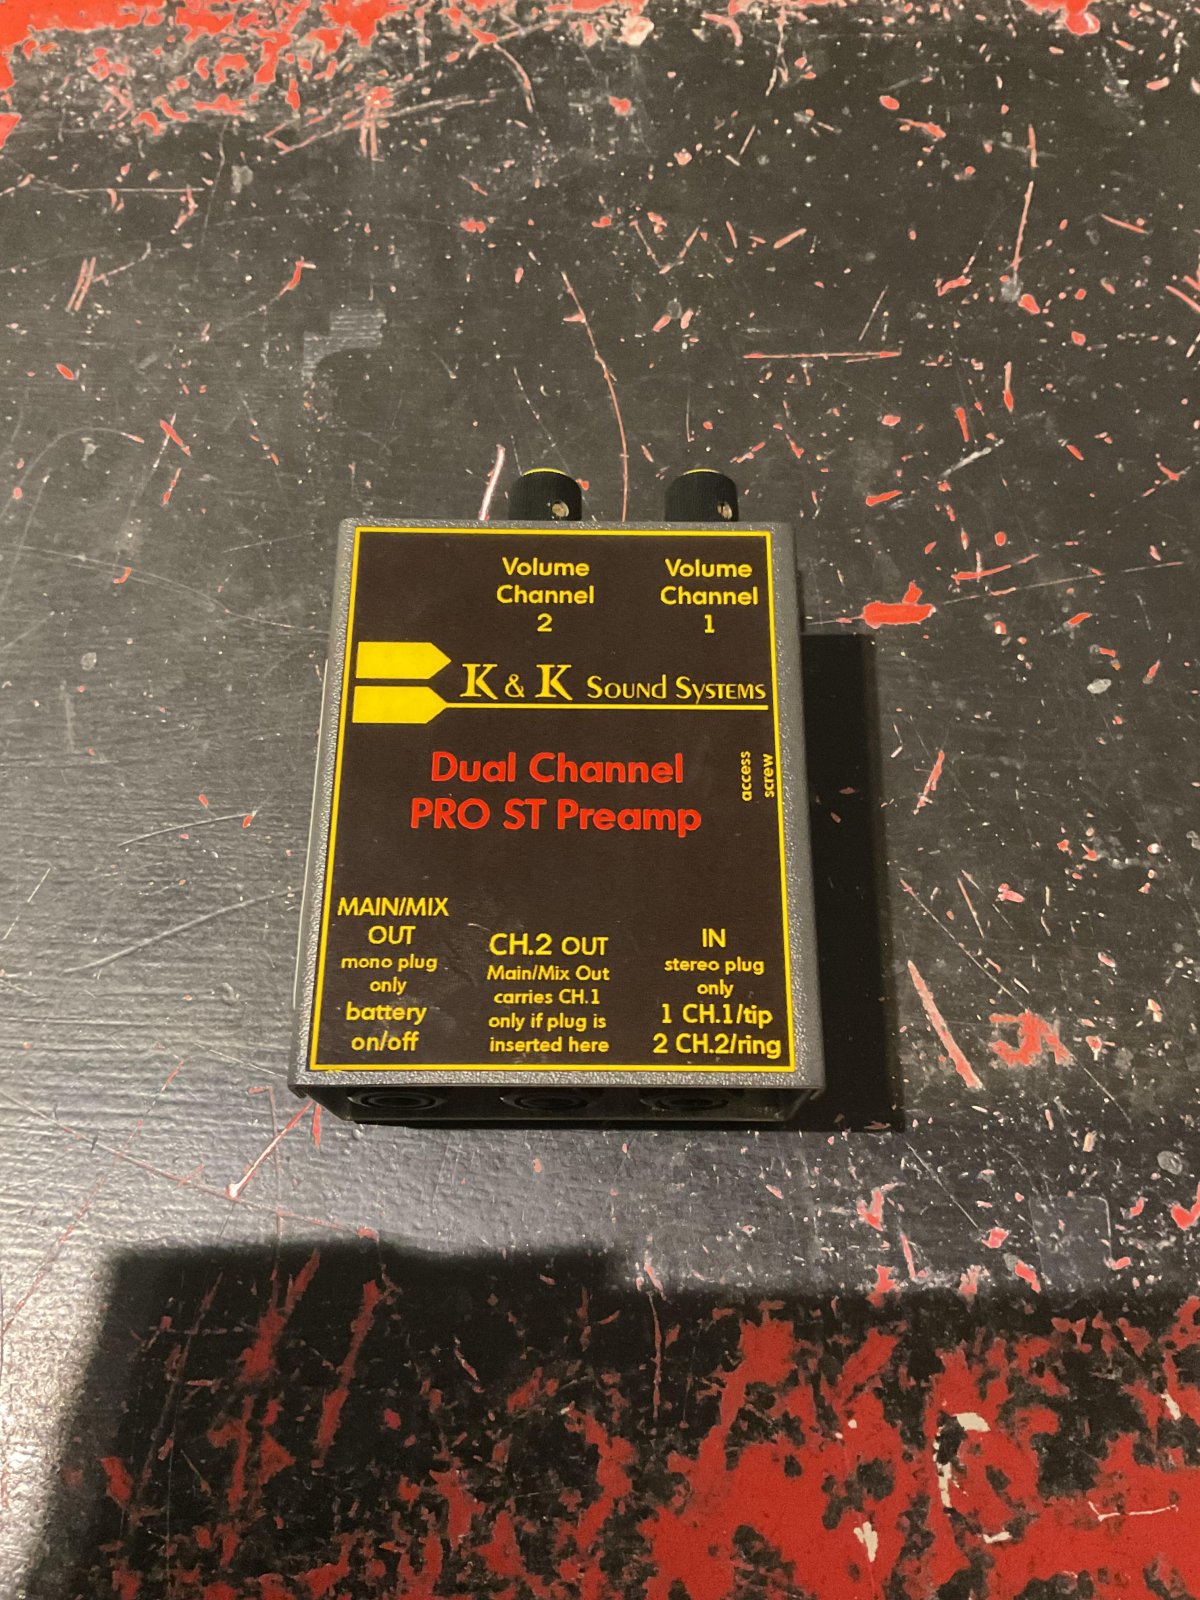 Volume
Channel
2
Volume
Channel
1
K & K Sound Systems
Dual Channel
PRO ST Preamp
access
screw
MAIN/MIX
OUT
mono plug
only
battery
on/off
CH.2 OUT
Main/Mix Out
carries CH.1
only if plug is
inserted here
IN
stereo plug
only
1 CH.1/tip
2 CH.2/ring